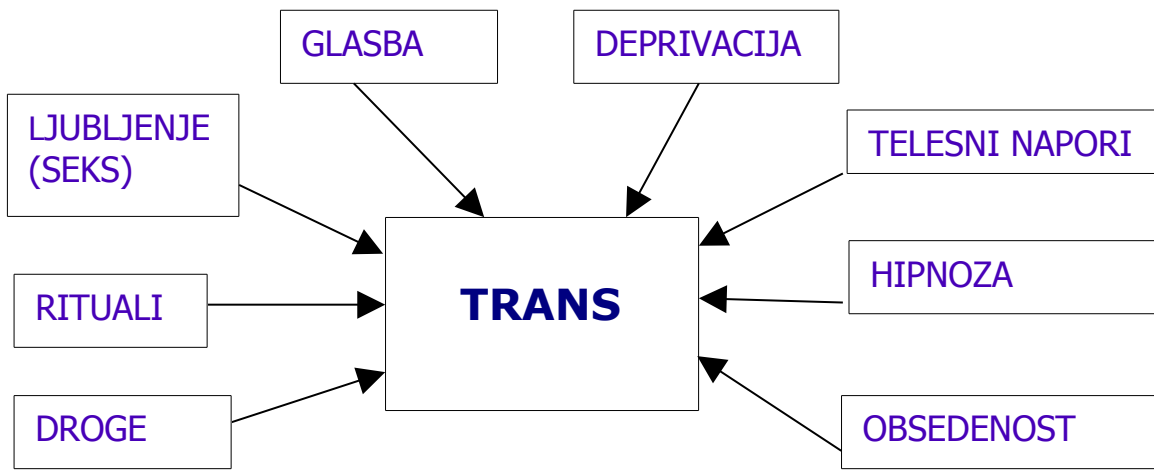 GLASBA
DEPRIVACIJA
LJUBLJENJE
(SEKS)
TELESNI NAPORI
TRANS
HIPNOZA
RITUALI
DROGE
OBSEDENOST